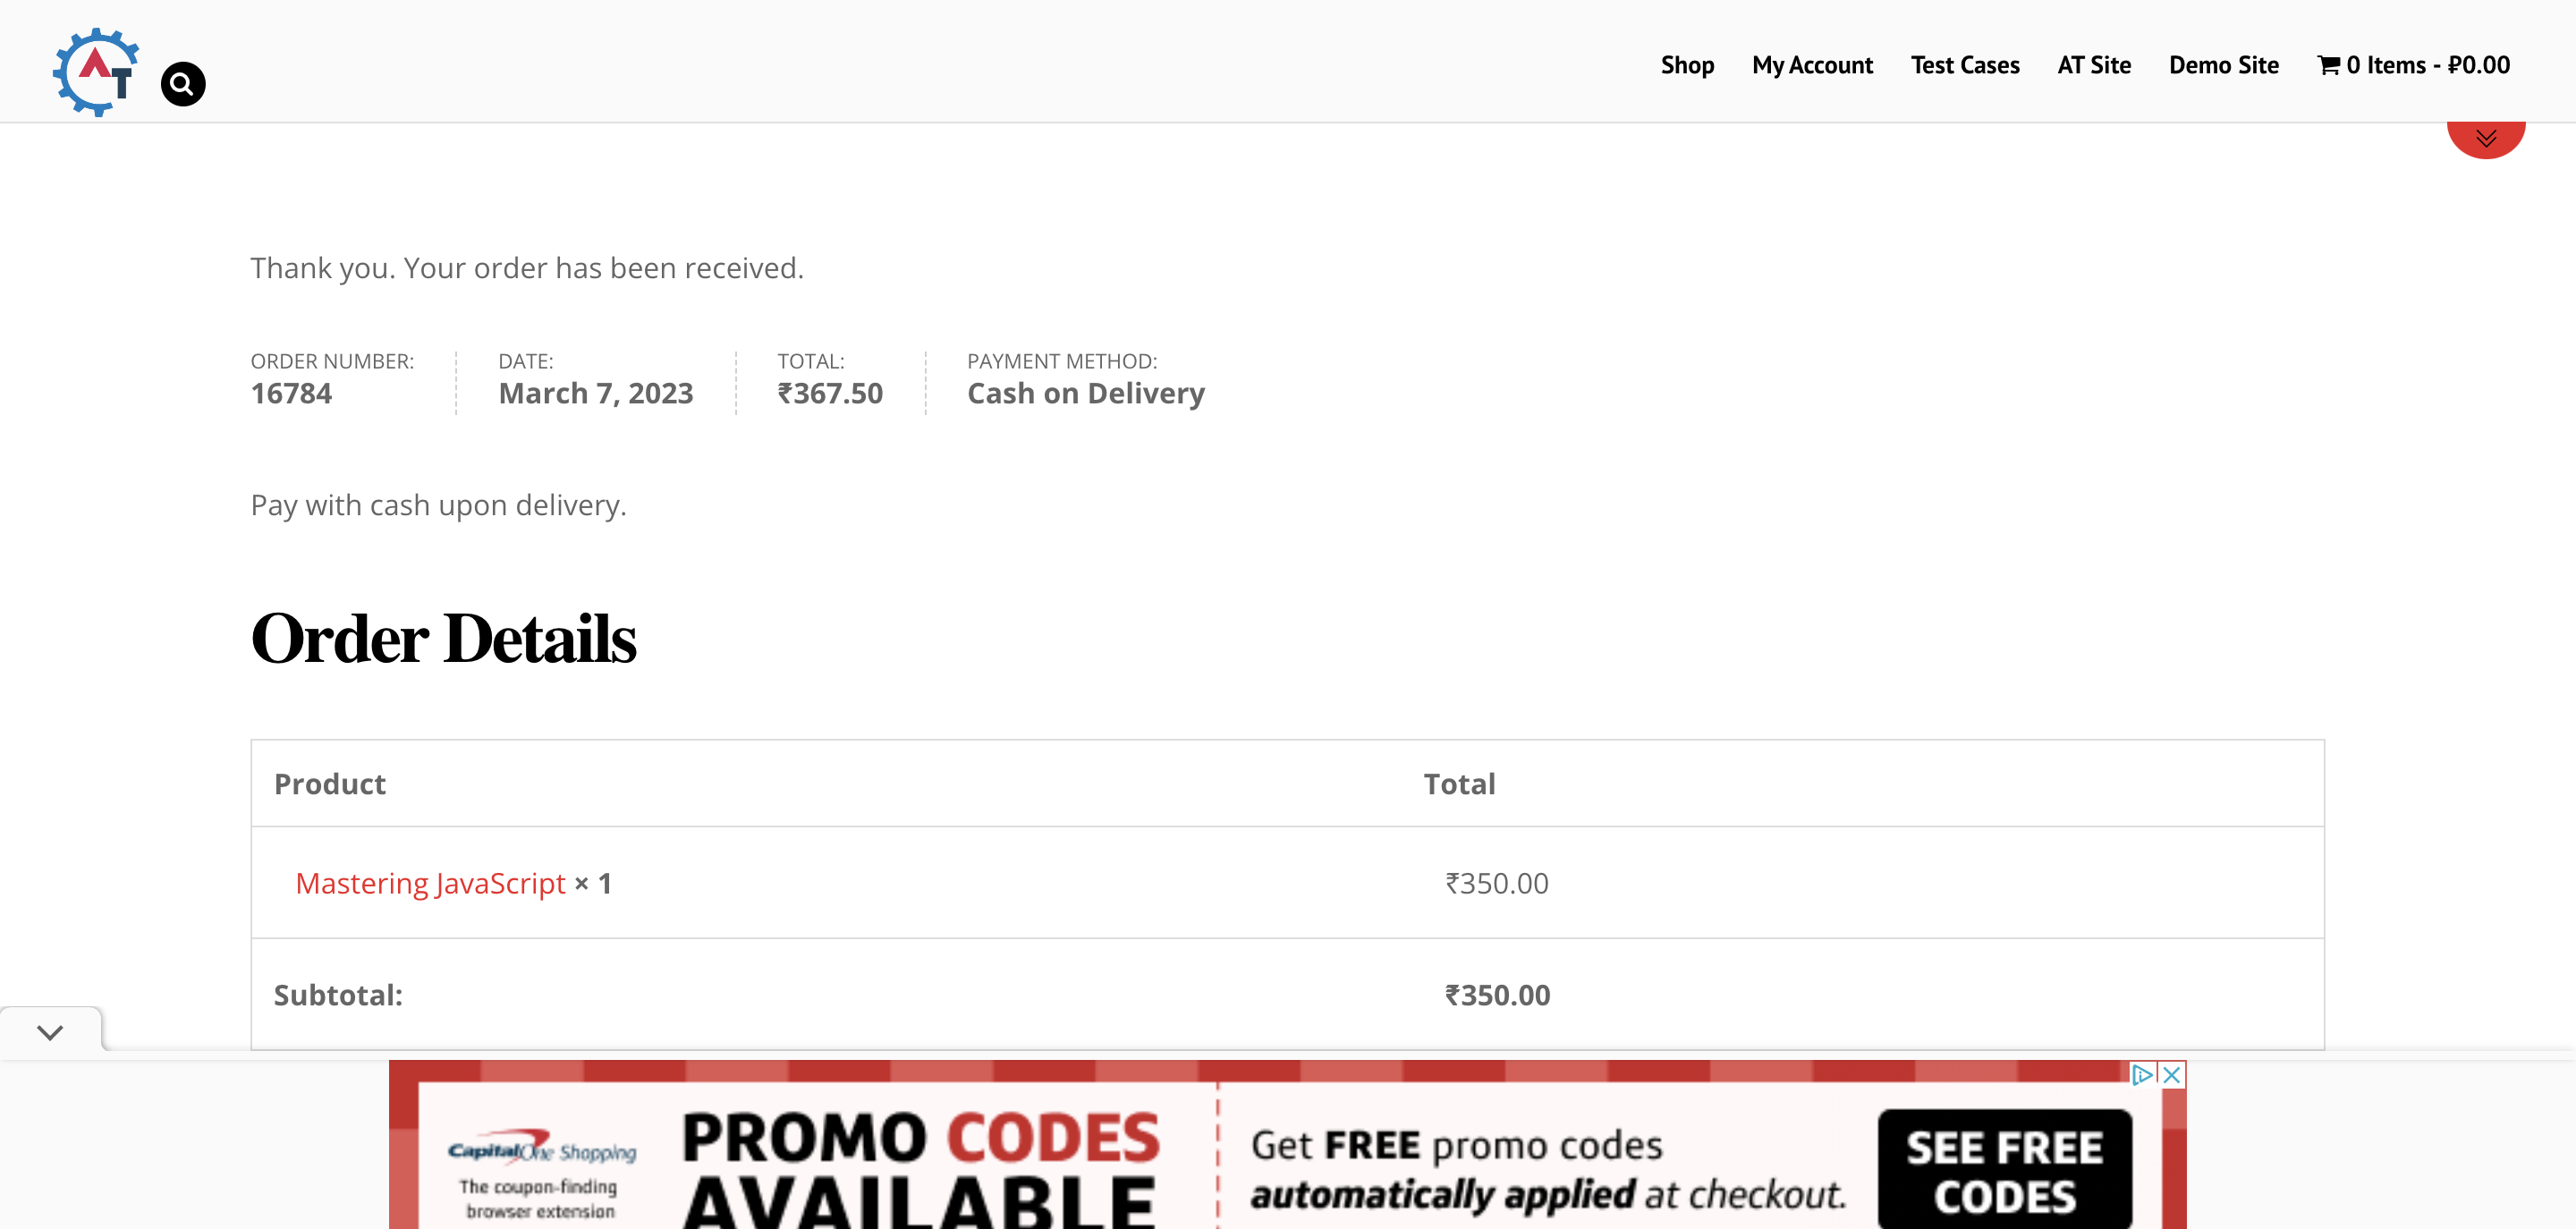 AT
Shop My Account Test Cases AT Site Demo Site 0 Items - ₽0.00
Thank you. Your order has been received.
ORDER NUMBER: DATE: TOTAL: PAYMENT METHOD:
16784 March 7, 2023 ₹367.50 Cash on Delivery
Pay with cash upon delivery.
Order Details
Product Total
Mastering JavaScript × 1 ₹350.00
Subtotal: ₹350.00
CapitalOne Shopping
The coupon-finding
browser extension
PROMO CODES
AVAILABLE
Get FREE promo codes
automatically applied at checkout.
SEE FREE
CODES